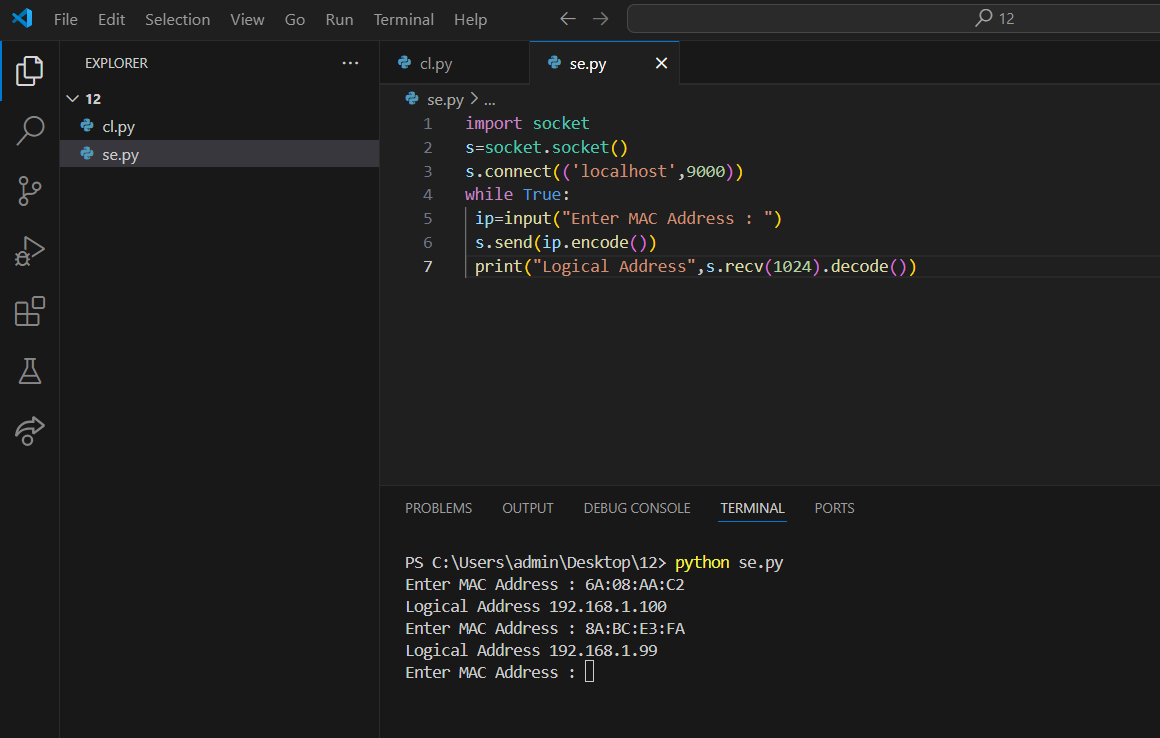 File Edit Selection View Go Run Terminal Help ← → 12
EXPLORER ...
12
cl.py
se.py
cl.py se.py ×
se.py > ...
1 import socket
2 s=socket.socket()
3 s.connect(('localhost',9000))
4 while True:
5 ip=input("Enter MAC Address : ")
6 s.send(ip.encode())
7 print("Logical Address",s.recv(1024).decode())
PROBLEMS OUTPUT DEBUG CONSOLE TERMINAL PORTS
PS C:\Users\admin\Desktop\12> python se.py
Enter MAC Address : 6A:08:AA:C2
Logical Address 192.168.1.100
Enter MAC Address : 8A:BC:E3:FA
Logical Address 192.168.1.99
Enter MAC Address :